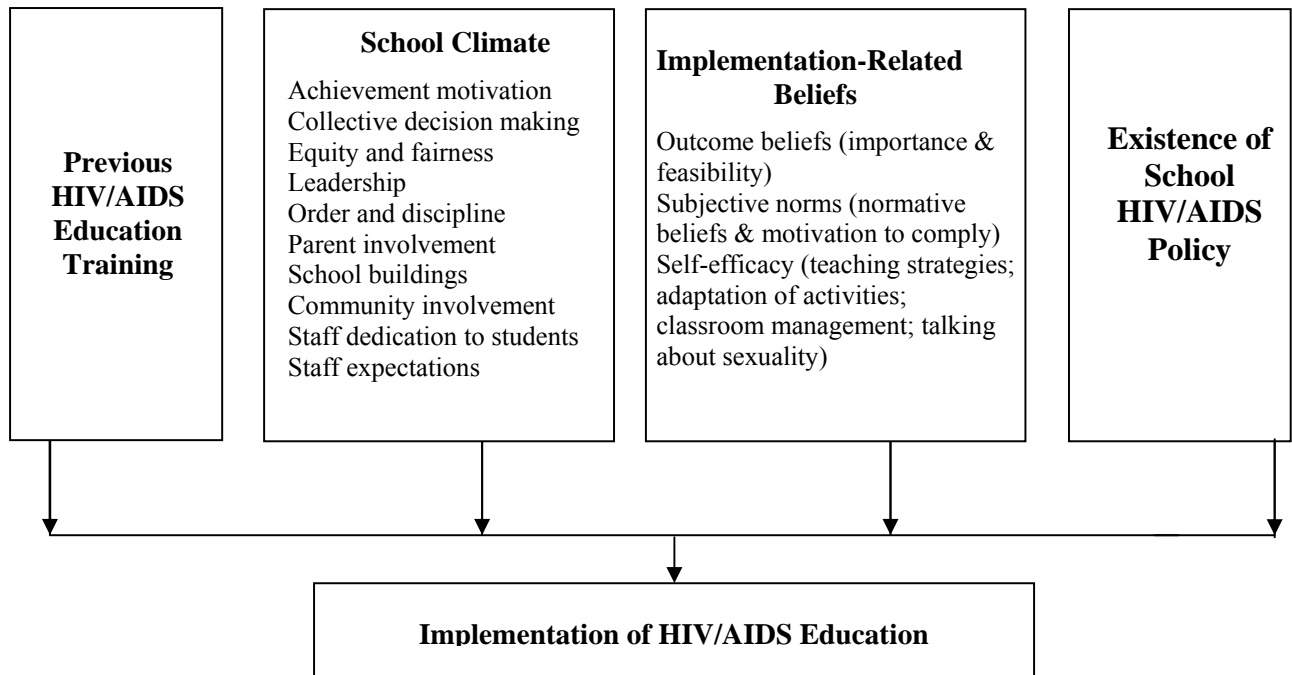 Previous
HIV/AIDS
Education
Training
School Climate
Achievement motivation
Collective decision making
Equity and fairness
Leadership
Order and discipline
Parent involvement
School buildings
Community involvement
Staff dedication to students
Staff expectations
Implementation-Related
Beliefs
Outcome beliefs (importance &
feasibility)
Subjective norms (normative
beliefs & motivation to comply)
Self-efficacy (teaching strategies;
adaptation of activities;
classroom management; talking
about sexuality)
Existence of
School
HIV/AIDS
Policy
Implementation of HIV/AIDS Education